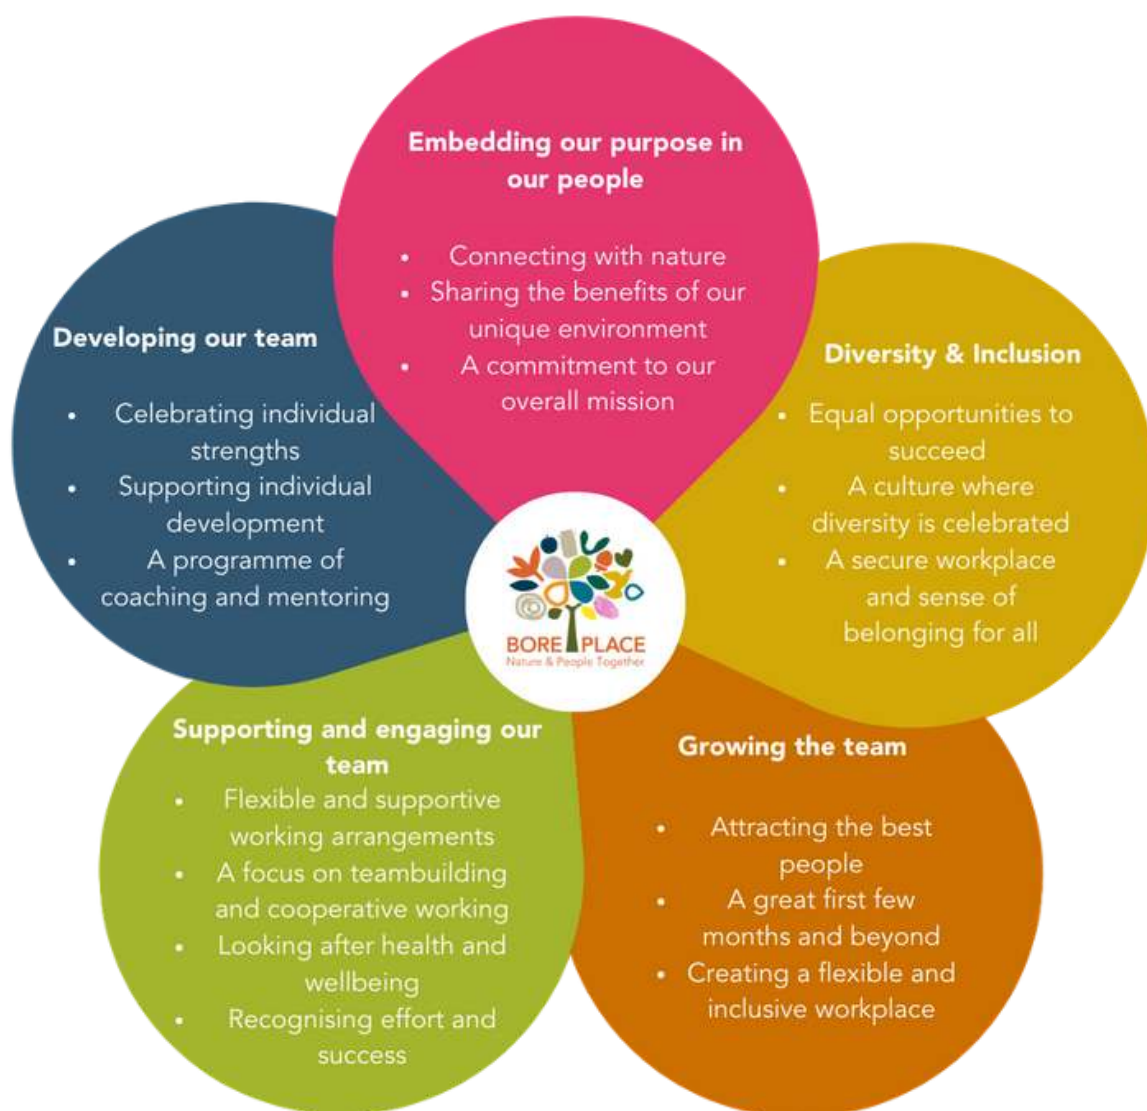 Embedding our purpose in
our people
• Connecting with nature
• Sharing the benefits of our
unique environment
• A commitment to our
overall mission
Developing our team
• Celebrating individual
strengths
• Supporting individual
development
• A programme of
coaching and mentoring
Diversity & Inclusion
• Equal opportunities to
succeed
• A culture where
diversity is celebrated
• A secure workplace
and sense of
belonging for all
BORE PLACE
Nature & People Together
Supporting and engaging our
team
• Flexible and supportive
working arrangements
• A focus on teambuilding
and cooperative working
• Looking after health and
wellbeing
• Recognising effort and
success
Growing the team
• Attracting the best
people
• A great first few
months and beyond
• Creating a flexible and
inclusive workplace